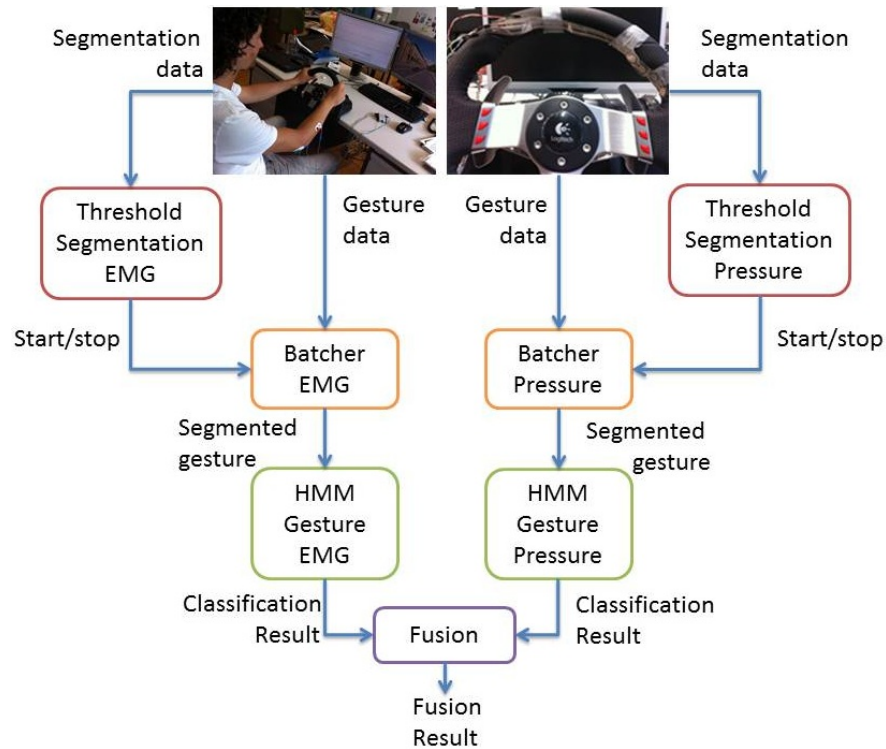 Segmentation
data
Segmentation
data
Logitech
Threshold
Segmentation
EMG
Gesture
data
Gesture
data
Threshold
Segmentation
Pressure
Start/stop
Start/stop
Batcher
EMG
Batcher
Pressure
Segmented
gesture
Segmented
gesture
HMM
Gesture
EMG
HMM
Gesture
Pressure
Classification
Result
Classification
Result
Fusion
Fusion
Result